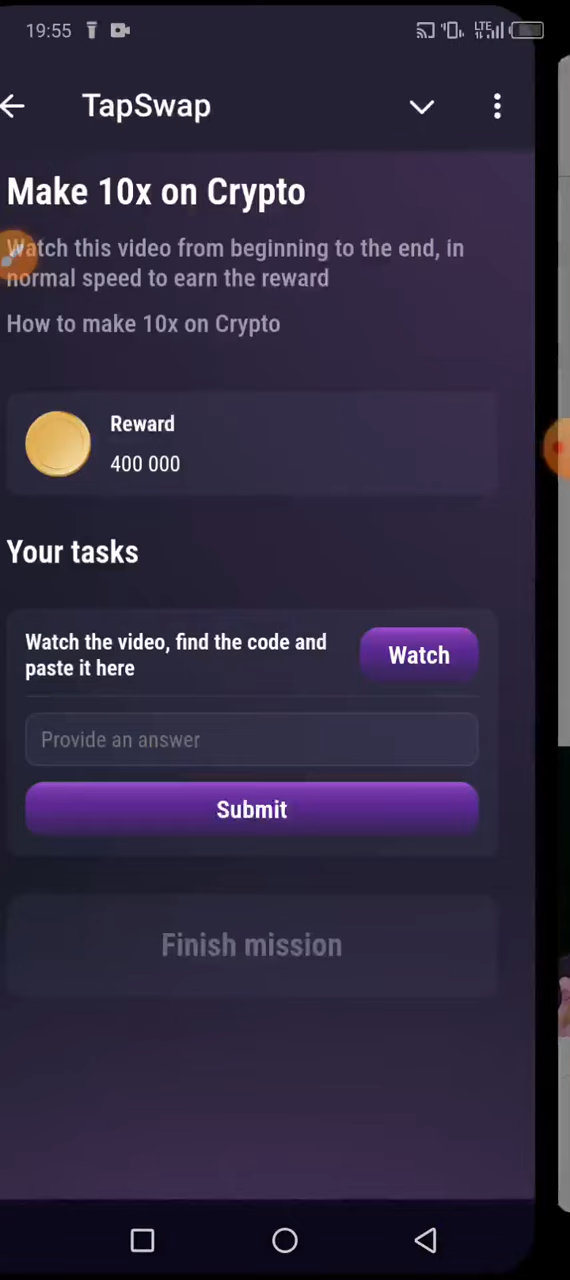 19:55
LTE
TapSwap
Make 10x on Crypto
Watch this video from beginning to the end, in
normal speed to earn the reward
How to make 10x on Crypto
Reward
400 000
Your tasks
Watch the video, find the code and
paste it here
Watch
Provide an answer
Submit
Finish mission